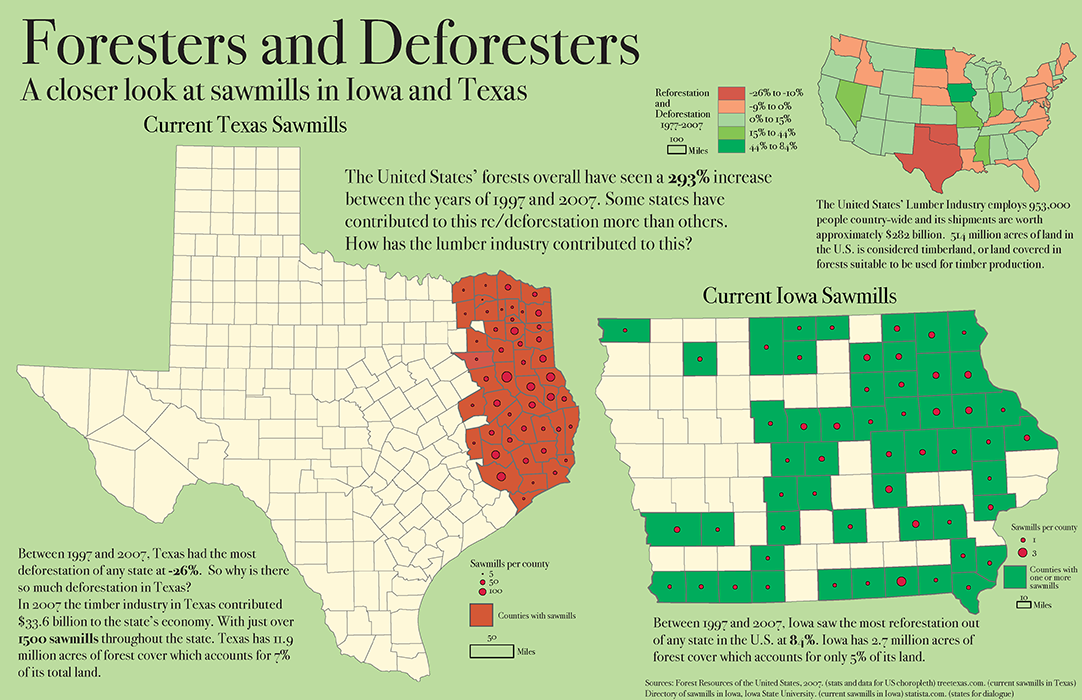 Foresters and Deforesters
A closer look at sawmills in Iowa and Texas
Current Texas Sawmills
The United States' forests overall have seen a 293% increase
between the years of 1997 and 2007. Some states have
contributed to this re/deforestation more than others.
How has the lumber industry contributed to this?
Reforestation
and
Deforestation
1977-2007
100
Miles
-26% to -10%
-9% to 0%
0% to 15%
15% to 44%
44% to 84%
The United States' Lumber Industry employs 953,000
people country-wide and its shipments are worth
approximately $282 billion. 514 million acres of land in
the U.S. is considered timberland, or land covered in
forests suitable to be used for timber production.
Current Iowa Sawmills
Between 1997 and 2007, Texas had the most
deforestation of any state at -26%. So why is there
so much deforestation in Texas?
In 2007 the timber industry in Texas contributed
$33.6 billion to the state's economy. With just over
1500 sawmills throughout the state. Texas has 11.9
million acres of forest cover which accounts for 7%
of its total land.
Sawmills per county
5
50
100
Counties with sawmills
50
Miles
Sawmills per county
1
3
Counties with
one or more
sawmills
10
Miles
Between 1997 and 2007, Iowa saw the most reforestation out
of any state in the U.S. at 84%. Iowa has 2.7 million acres of
forest cover which accounts for only 5% of its land.
Sources: Forest Resources of the United States, 2007. (stats and data for US choropleth) treetexas.com. (current sawmills in Texas)
Directory of sawmills in Iowa, Iowa State University. (current sawmills in Iowa) statista.com. (states for dialogue)